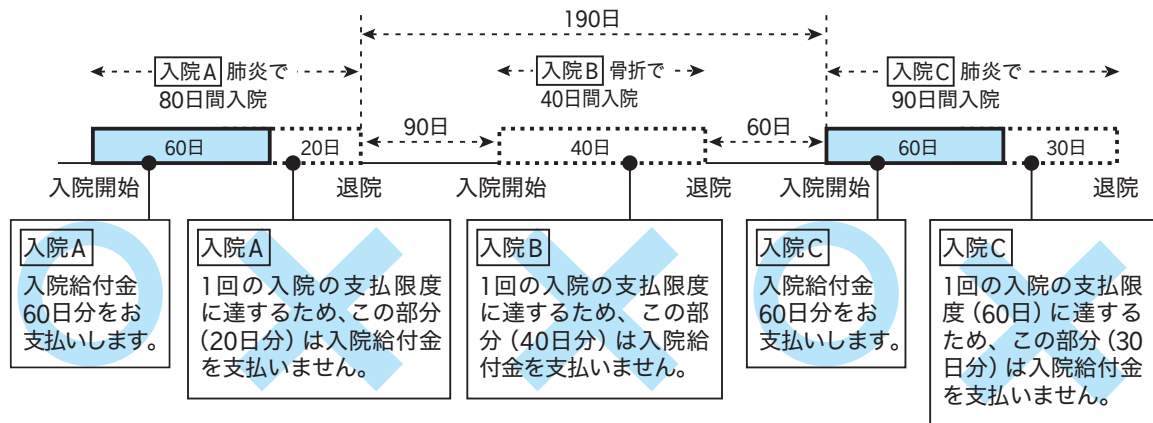 190日
入院A 肺炎で
80日間入院
入院B 骨折で
40日間入院
入院C 肺炎で
90日間入院
60日
20日
90日
40日
60日
60日
30日
入院開始
退院
入院開始
退院
入院開始
退院
入院A
入院給付金
60日分をお
支払いします。
入院A
1回の入院の支払限度
に達するため、この部分
(20日分)は入院給付金
を支払いません。
入院B
1回の入院の支払限度
に達するため、この部
分(40日分)は入院給
付金を支払いません。
入院C
入院給付金
60日分をお
支払いします。
入院C
1回の入院の支払限
度(60日)に達する
ため、この部分(30
日分)は入院給付金
を支払いません。